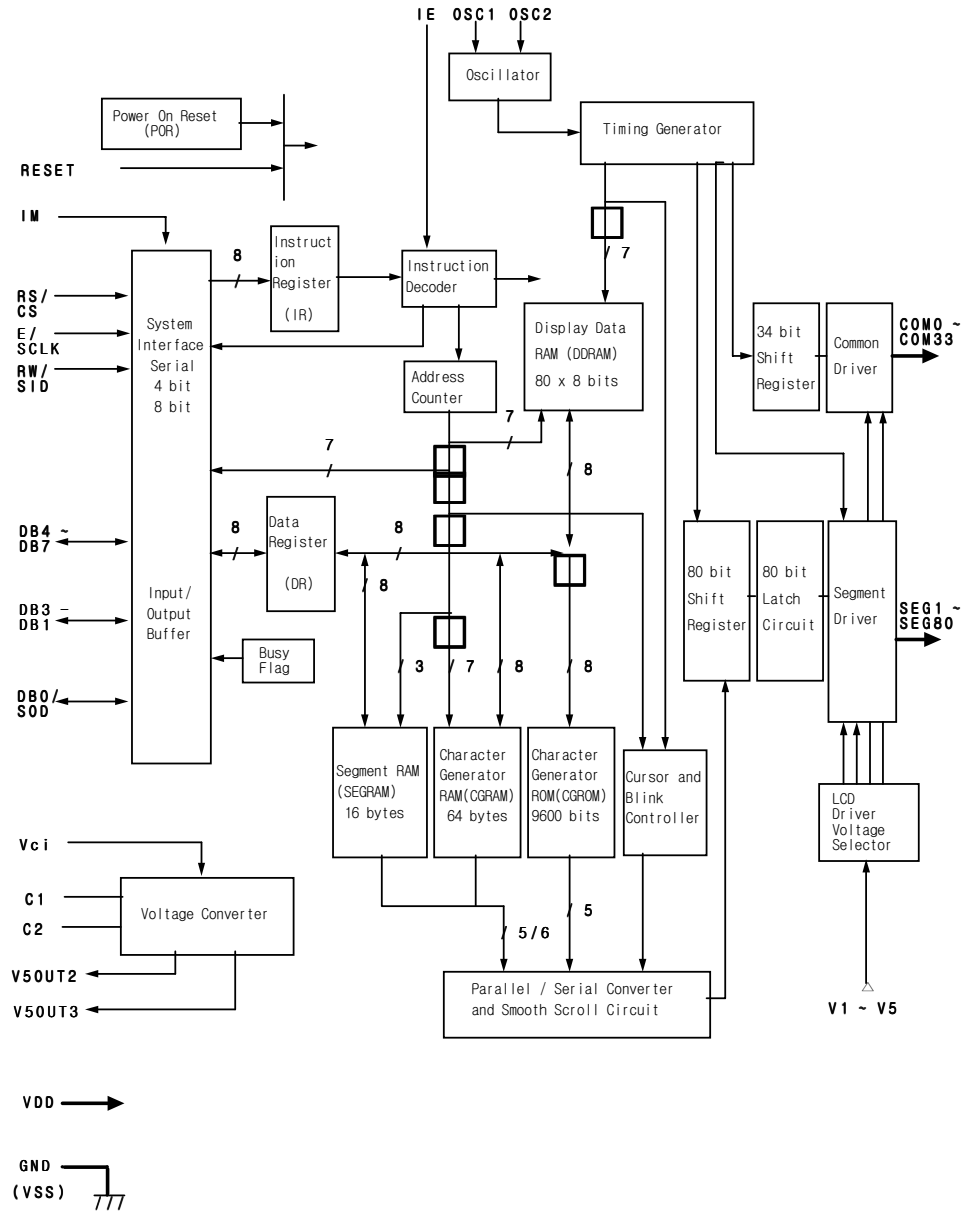 IE OSC1 OSC2
Oscillator
Power On Reset
(POR)
Timing Generator
RESET
IM
8
Instruct
ion
Register
(IR)
Instruction
Decoder
7
RS/
CS
E/
SCLK
RW/
SID
System
Interface
Serial
4 bit
8 bit
Display Data
RAM (DDRAM)
80 x 8 bits
34 bit
Shift
Register
Common
Driver
COM0 ~
COM33
Address
Counter
7
7
8
DB4 ~
DB7
8
Data
Register
(DR)
8
8
80 bit
Shift
Register
80 bit
Latch
Circuit
Segment
Driver
SEG1 ~
SEG80
Input/
Output
Buffer
DB3 -
DB1
Busy
Flag
3
7
8
8
DB0/
SOD
Segment RAM
(SEGRAM)
16 bytes
Character
Generator
RAM(CGRAM)
64 bytes
Character
Generator
ROM(CGROM)
9600 bits
Cursor and
Blink
Controller
LCD
Driver
Voltage
Selector
Vci
C1
C2
Voltage Converter
5/6
5
V5OUT2
V5OUT3
Parallel / Serial Converter
and Smooth Scroll Circuit
V1 ~ V5
VDD
GND
(VSS)